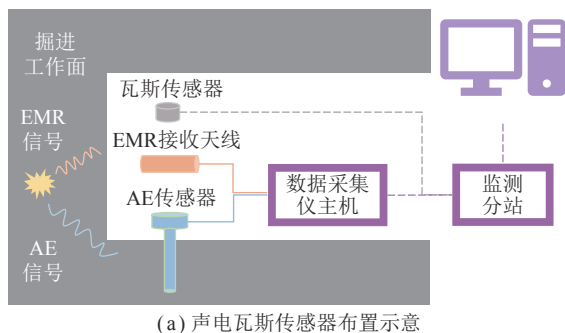 掘进
工作面
瓦斯传感器
EMR
信号
EMR接收天线
AE传感器
数据采集
仪主机
监测
分站
AE
信号
(a) 声电瓦斯传感器布置示意